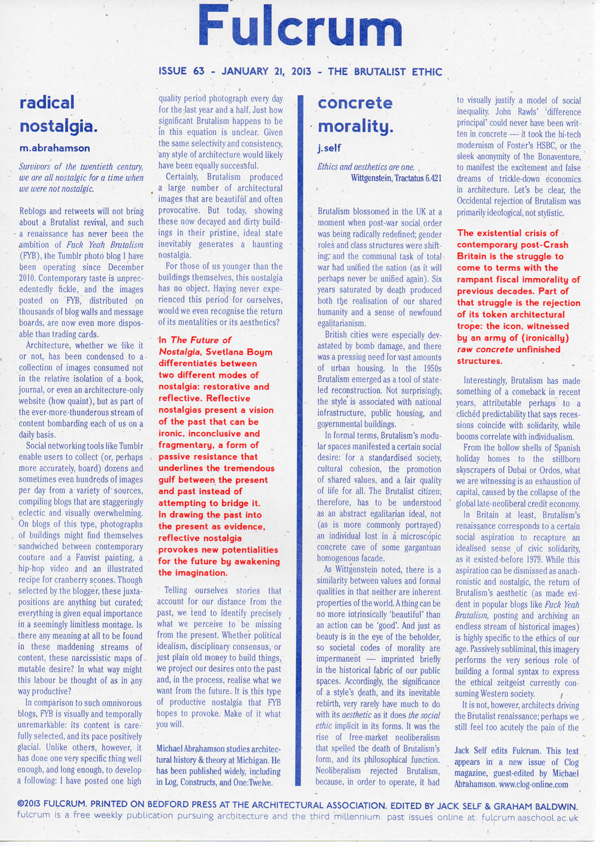 Fulcrum
ISSUE 63 - JANUARY 21, 2013 - THE BRUTALIST ETHIC
radical
nostalgia.
m.abrahamson
Survivors of the twentieth century,
we are all nostalgic for a time when
we were not nostalgic.
Reblogs and retweets will not bring
about a Brutalist revival, and such
a renaissance has never been the
ambition of Fuck Yeah Brutalism
(FYB), the Tumblr photo blog I have
been operating since December
2010. Contemporary taste is unprec-
edentedly fickle, and the images
posted on FYB, distributed on
thousands of blog walls and message
boards, are now even more dispos-
able than trading cards.
Architecture, whether we like it
or not, has been condensed to a
collection of images consumed not
in the relative isolation of a book,
journal, or even an architecture-only
website (how quaint), but as part of
the ever-more-thunderous stream of
content bombarding each of us on a
daily basis.
Social networking tools like Tumblr
enable users to collect (or, perhaps
more accurately, hoard) dozens and
sometimes even hundreds of images
per day from a variety of sources,
compiling blogs that are staggeringly
eclectic and visually overwhelming.
On blogs of this type, photographs
of buildings might find themselves
sandwiched between contemporary
couture and a Fauvist painting, a
hip-hop video and an illustrated
recipe for cranberry scones. Though
selected by the blogger, these juxta-
positions are anything but curated;
everything is given equal importance
in a seemingly limitless montage. Is
there any meaning at all to be found
in these maddening streams of
content, these narcissistic maps of
mutable desire? In what way might
this labour be thought of as in any
way productive?
In comparison to such omnivorous
blogs, FYB is visually and temporally
unremarkable: its content is care-
fully selected, and its pace positively
glacial. Unlike others, however, it
has done one very specific thing well
enough, and long enough, to develop
a following: I have posted one high
quality period photograph every day
for the last year and a half. Just how
significant Brutalism happens to be
in this equation is unclear. Given
the same selectivity and consistency,
any style of architecture would likely
have been equally successful.
Certainly, Brutalism produced
a large number of architectural
images that are beautiful and often
provocative. But today, showing
these now decayed and dirty build-
ings in their pristine, ideal state
inevitably generates a haunting
nostalgia.
For those of us younger than the
buildings themselves, this nostalgia
has no object. Having never expe-
rienced this period for ourselves,
would we even recognise the return
of its mentalities or its aesthetics?
In The Future of
Nostalgia, Svetlana Boym
differentiates between
two different modes of
nostalgia: restorative and
reflective. Reflective
nostalgias present a vision
of the past that can be
ironic, inconclusive and
fragmentary, a form of
passive resistance that
underlines the tremendous
gulf between the present
and past instead of
attempting to bridge it.
In drawing the past into
the present as evidence,
reflective nostalgia
provokes new potentialities
for the future by awakening
the imagination.
Telling ourselves stories that
account for our distance from the
past, we tend to identify precisely
what we perceive to be missing
from the present. Whether political
idealism, disciplinary consensus, or
just plain old money to build things,
we project our desires onto the past
and, in the process, realise what we
want from the future. It is this type
of productive nostalgia that FYB
hopes to provoke. Make of it what
you will.
Michael Abrahamson studies architec-
tural history & theory at Michigan. He
has been published widely, including
in Log, Constructs, and One:Twelve.
concrete
morality.
j.self
Ethics and aesthetics are one.
Wittgenstein, Tractatus 6.421
Brutalism blossomed in the UK at a
moment when post-war social order
was being radically redefined; gender
roles and class structures were shift-
ing; and the communal task of total
war had unified the nation (as it will
perhaps never be unified again). Six
years saturated by death produced
both the realisation of our shared
humanity and a sense of newfound
egalitarianism.
British cities were especially dev-
astated by bomb damage, and there
was a pressing need for vast amounts
of urban housing. In the 1950s
Brutalism emerged as a tool of state-
led reconstruction. Not surprisingly,
the style is associated with national
infrastructure, public housing, and
governmental buildings.
In formal terms, Brutalism's modu-
lar spaces manifested a certain social
desire: for a standardised society,
cultural cohesion, the promotion
of shared values, and a fair quality
of life for all. The Brutalist citizen,
therefore, has to be understood
as an abstract egalitarian ideal, not
(as is more commonly portrayed)
an individual lost in a microscopic
concrete cave of some gargantuan
homogenous facade.
As Wittgenstein noted, there is a
similarity between values and formal
qualities in that neither are inherent
properties of the world. A thing can be
no more intrinsically 'beautiful' than
an action can be 'good'. And just as
beauty is in the eye of the beholder,
so societal codes of morality are
impermanent — imprinted briefly
in the historical fabric of our public
spaces. Accordingly, the significance
of a style's death, and its inevitable
rebirth, very rarely have much to do
with its aesthetic as it does the social
ethic implicit in its forms. It was the
rise of free-market neoliberalism
that spelled the death of Brutalism's
form, and its philosophical function.
Neoliberalism rejected Brutalism,
because, in order to operate, it had
to visually justify a model of social
inequality. John Rawls' 'difference
principal' could never have been writ-
ten in concrete — it took the hi-tech
modernism of Foster's HSBC, or the
sleek anonymity of the Bonaventure,
to manifest the excitement and false
dreams of trickle-down economics
in architecture. Let's be clear, the
Occidental rejection of Brutalism was
primarily ideological, not stylistic.
The existential crisis of
contemporary post-Crash
Britain is the struggle to
come to terms with the
rampant fiscal immorality of
previous decades. Part of
that struggle is the rejection
of its token architectural
trope: the icon, witnessed
by an army of (ironically)
raw concrete unfinished
structures.
Interestingly, Brutalism has made
something of a comeback in recent
years, attributable perhaps to a
clichéd predictability that says reces-
sions coincide with solidarity, while
booms correlate with individualism.
From the hollow shells of Spanish
holiday homes to the stillborn
skyscrapers of Dubai or Ordos, what
we are witnessing is an exhaustion of
capital, caused by the collapse of the
global late-neoliberal credit economy.
In Britain at least, Brutalism's
renaissance corresponds to a certain
social aspiration to recapture an
idealised sense of civic solidarity,
as it existed before 1979. While this
aspiration can be dismissed as anach-
ronistic and nostalgic, the return of
Brutalism's aesthetic (as made evi-
dent in popular blogs like Fuck Yeah
Brutalism, posting and archiving an
endless stream of historical images)
is highly specific to the ethics of our
age. Passively subliminal, this imagery
performs the very serious role of
building a formal syntax to express
the ethical zeitgeist currently con-
suming Western society.
It is not, however, architects driving
the Brutalist renaissance; perhaps we
still feel too acutely the pain of the
Jack Self edits Fulcrum. This text
appears in a new issue of Clog
magazine, guest-edited by Michael
Abrahamson. www.clog-online.com
©2013 FULCRUM. PRINTED ON BEDFORD PRESS AT THE ARCHITECTURAL ASSOCIATION. EDITED BY JACK SELF & GRAHAM BALDWIN.
fulcrum is a free weekly publication pursuing architecture and the third millennium past issues online at fulcrum.aaschool.ac.uk